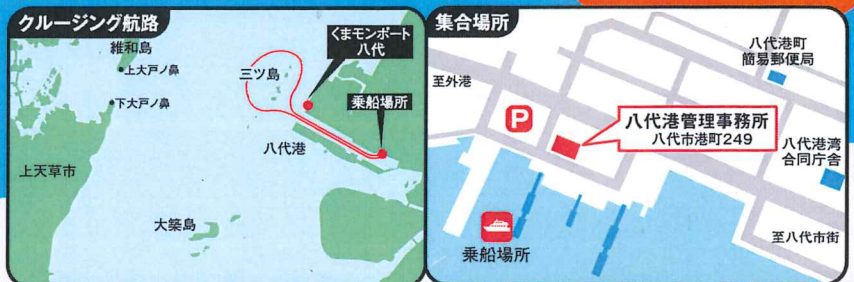 クルージング航路
維和島
上大戸ノ鼻
下大戸ノ鼻
三ツ島
くまモンポート
八代
乗船場所
八代港
上天草市
大築島
集合場所
八代港町
簡易郵便局
至外港
P
八代港管理事務所
八代市港町249
八代港湾
合同庁舎
至八代市街
乗船場所